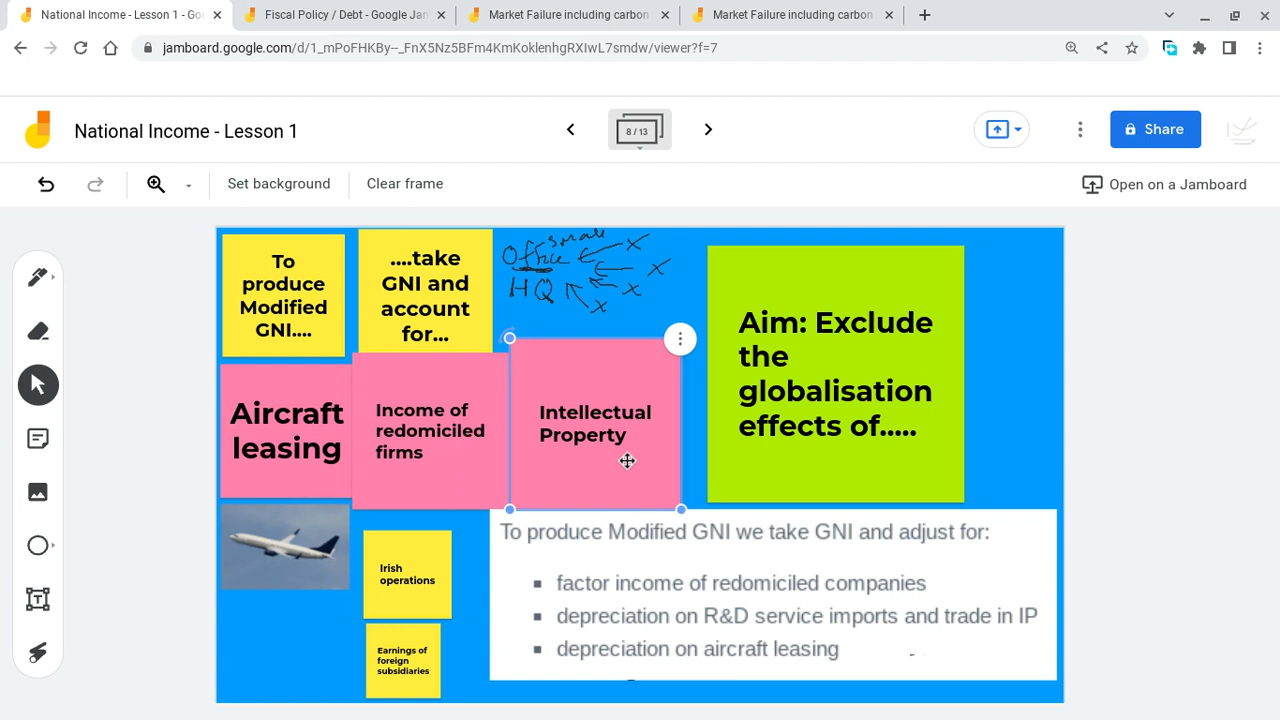 National Income - Lesson 1 - Go
Fiscal Policy / Debt - Google Jam
Market Failure including carbon
Market Failure including carbon
jamboard.google.com/d/1_mPoFHKBy--_FnX5Nz5BFm4KmKoklenhgRXIwL7smdw/viewer?f=7
National Income - Lesson 1
8 / 13
Share
Set background
Clear frame
Open on a Jamboard
To
produce
Modified
GNI....
....take
GNI and
account
for...
small
Office
HQ
x
x
x
x
Aim: Exclude
the
globalisation
effects of.....
Aircraft
leasing
Income of
redomiciled
firms
Intellectual
Property
Irish
operations
Earnings of
foreign
subsidiaries
To produce Modified GNI we take GNI and adjust for:
▪ factor income of redomiciled companies
▪ depreciation on R&D service imports and trade in IP
▪ depreciation on aircraft leasing